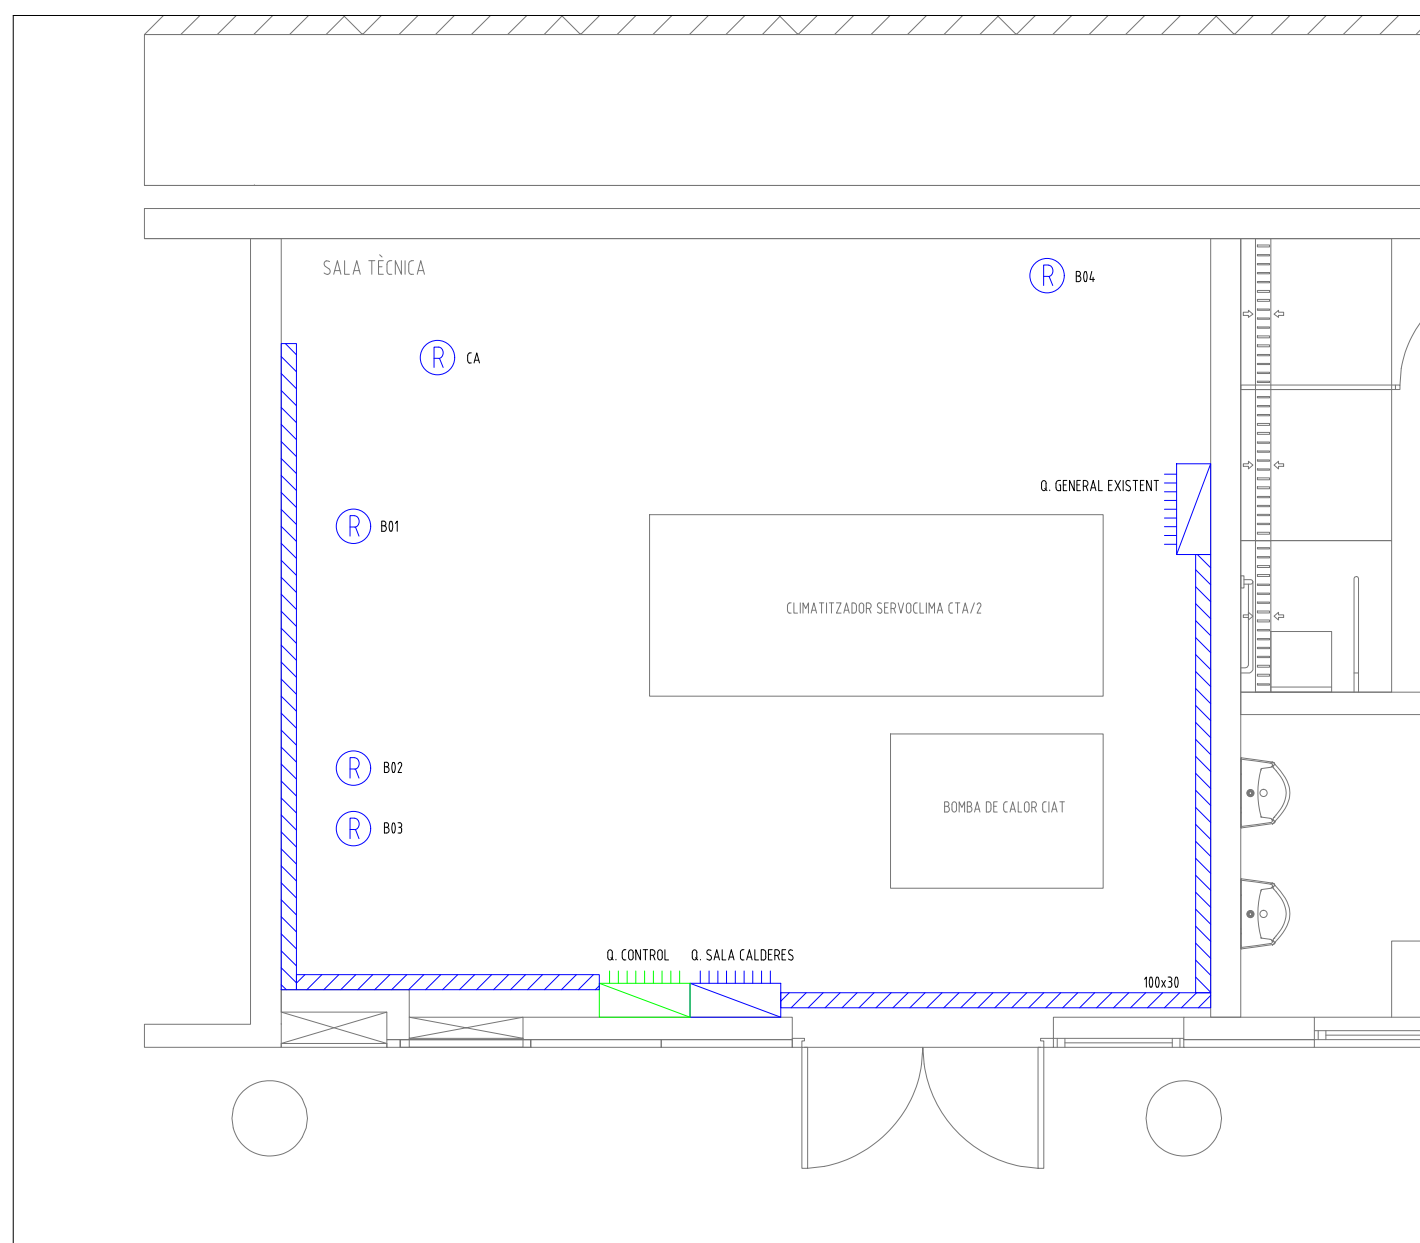 SALA TÈCNICA
R B04
R CA
Q. GENERAL EXISTENT
R B01
CLIMATITZADOR SERVOCLIMA CTA/2
R B02
BOMBA DE CALOR CIAT
R B03
Q. CONTROL
Q. SALA CALDERES
100x30